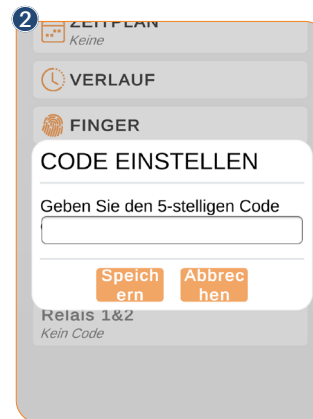 2
ZEITPLAN
Keine
VERLAUF
FINGER
CODE EINSTELLEN
Geben Sie den 5-stelligen Code
Speich
ern
Abbrec
hen
Relais 1&2
Kein Code